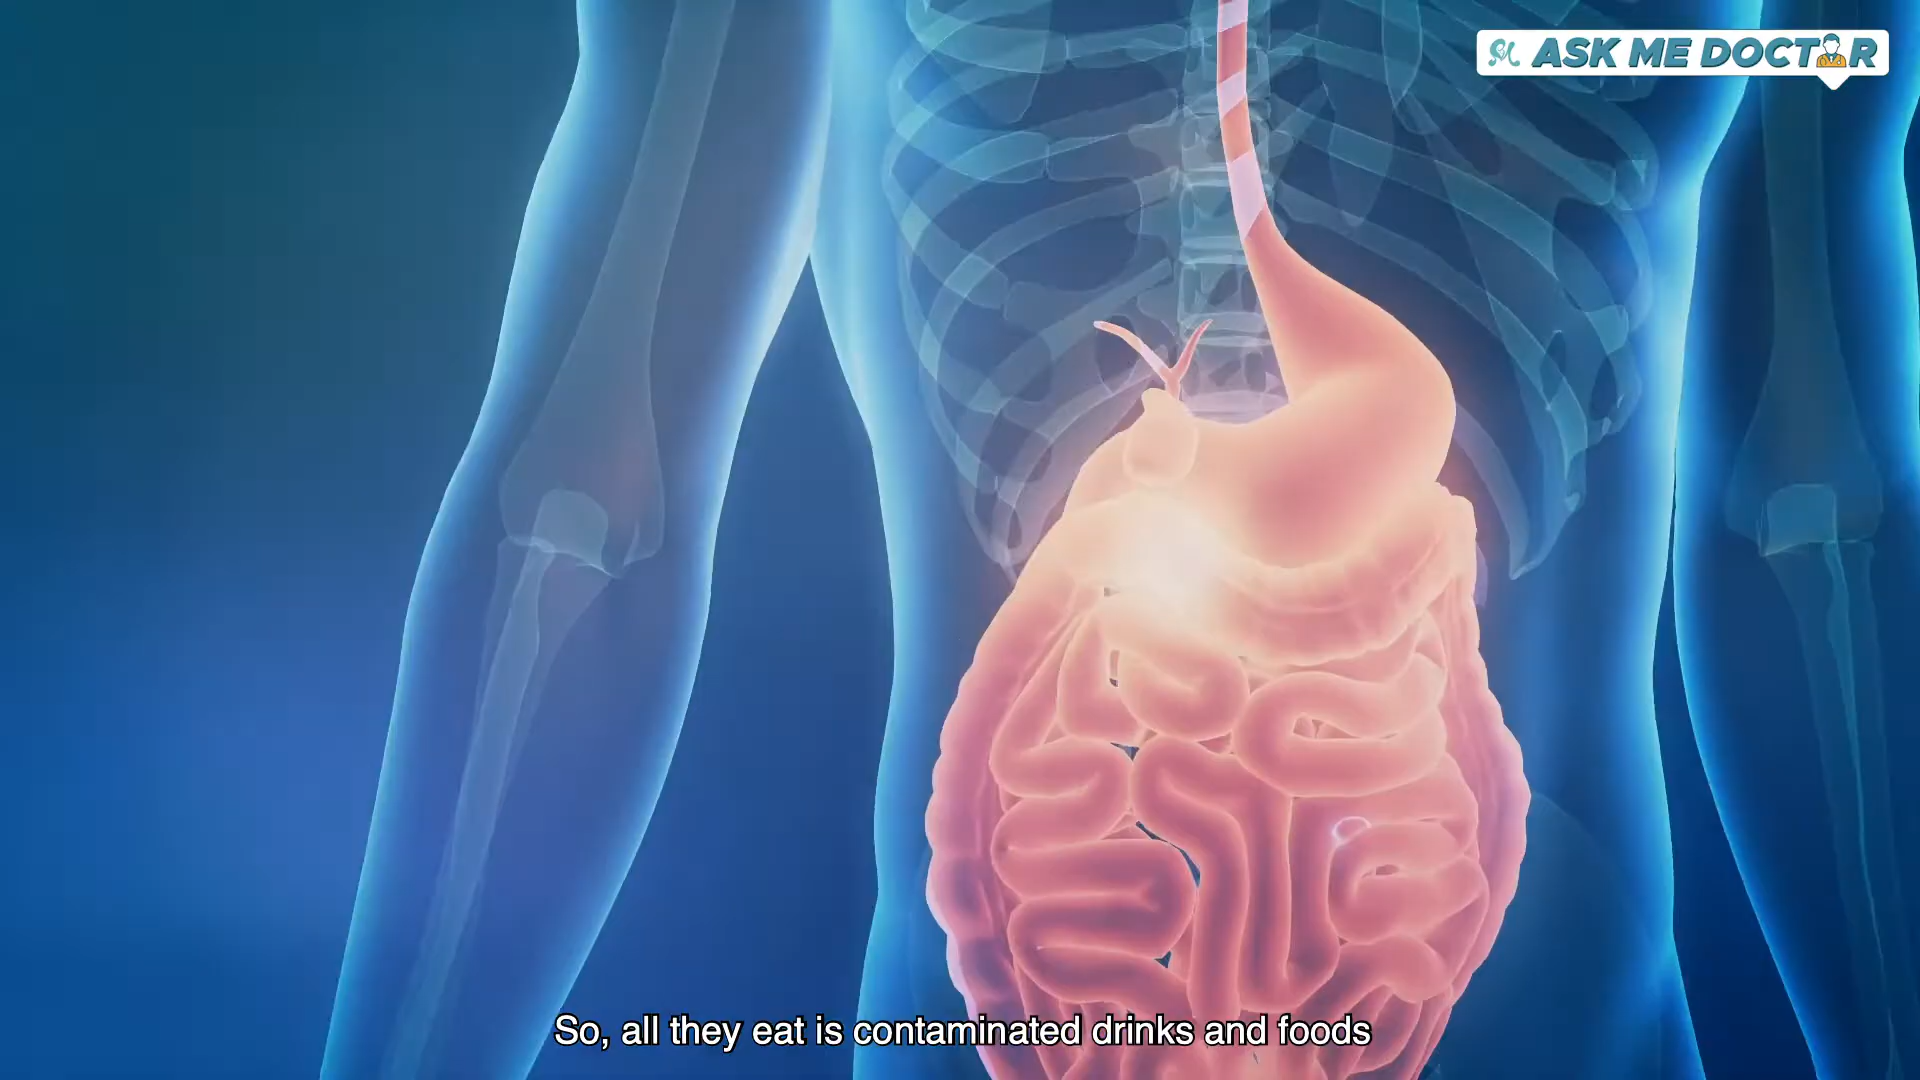 ASK ME DOCTOR
So, all they eat is contaminated drinks and foods